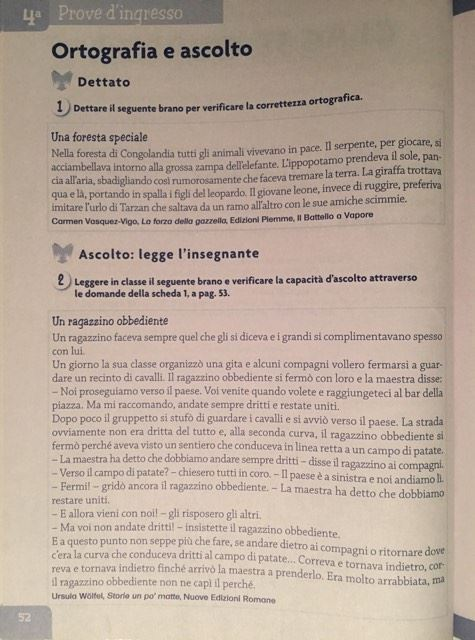 4ª Prove d'ingresso
Ortografia e ascolto
Dettato
1 Dettare il seguente brano per verificare la correttezza ortografica.
Una foresta speciale
Nella foresta di Congolandia tutti gli animali vivevano in pace. Il serpente, per giocare, si
acciambellava intorno alla grossa zampa dell'elefante. L'ippopotamo prendeva il sole, pan-
cia all'aria, sbadigliando così rumorosamente che faceva tremare la terra. La giraffa trottava
qua e là, portando in spalla i figli del leopardo. Il giovane leone, invece di ruggire, preferiva
imitare l'urlo di Tarzan che saltava da un ramo all'altro con le sue amiche scimmie.
Carmen Vasquez-Vigo, La forza della gazzella, Edizioni Piemme, Il Battello a Vapore
Ascolto: legge l'insegnante
2 Leggere in classe il seguente brano e verificare la capacità d'ascolto attraverso
le domande della scheda 1, a pag. 53.
Un ragazzino obbediente
Un ragazzino faceva sempre quel che gli si diceva e i grandi si complimentavano spesso
con lui.
Un giorno la sua classe organizzò una gita e alcuni compagni vollero fermarsi a guar-
dare un recinto di cavalli. Il ragazzino obbediente si fermò con loro e la maestra disse:
– Noi proseguiamo verso il paese. Voi venite quando volete e raggiungeteci al bar della
piazza. Ma mi raccomando, andate sempre dritti e restate uniti.
Dopo poco il gruppetto si stufò di guardare i cavalli e si avviò verso il paese. La strada
ovviamente non era dritta del tutto e, alla seconda curva, il ragazzino obbediente si
fermò perché aveva visto un sentiero che conduceva in linea retta a un campo di patate.
– La maestra ha detto che dobbiamo andare sempre dritti – disse il ragazzino ai compagni.
– Verso il campo di patate? – chiesero tutti in coro. – Il paese è a sinistra e noi andiamo lì.
– Fermi! – gridò ancora il ragazzino obbediente. – La maestra ha detto che dobbiamo
restare uniti.
– E allora vieni con noi! – gli risposero gli altri.
– Ma voi non andate dritti! – insistette il ragazzino obbediente.
E a questo punto non seppe più che fare, se andare dietro ai compagni o ritornare dove
c'era la curva che conduceva dritti al campo di patate... Correva e tornava indietro, cor-
reva e tornava indietro finché arrivò la maestra a prenderlo. Era molto arrabbiata, ma
il ragazzino obbediente non ne capì il perché.
Ursula Wölfel, Storie un po' matte, Nuove Edizioni Romane
52